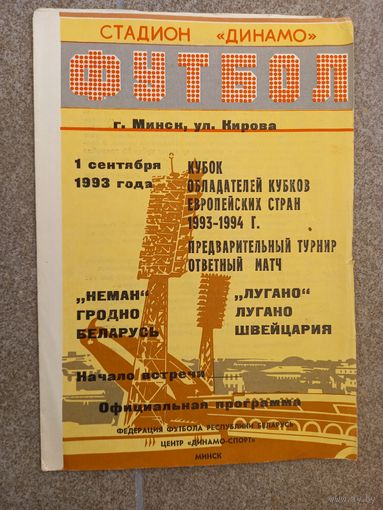 СТАДИОН «ДИНАМО»
ФУТБОЛ
г. Минск, ул. Кирова
1 сентября
1993 года
КУБОК
ОБЛАДАТЕЛЕЙ КУБКОВ
ЕВРОПЕЙСКИХ СТРАН
1993-1994 Г.
ПРЕДВАРИТЕЛЬНЫЙ ТУРНИР
ОТВЕТНЫЙ МАТЧ
„НЕМАН“
ГРОДНО
БЕЛАРУСЬ
„ЛУГАНО“
ЛУГАНО
ШВЕЙЦАРИЯ
Начало встречи
Официальная программа
ФЕДЕРАЦИЯ ФУТБОЛА РЕСПУБЛИКИ БЕЛАРУСЬ
ЦЕНТР «ДИНАМО-СПОРТ»
МИНСК